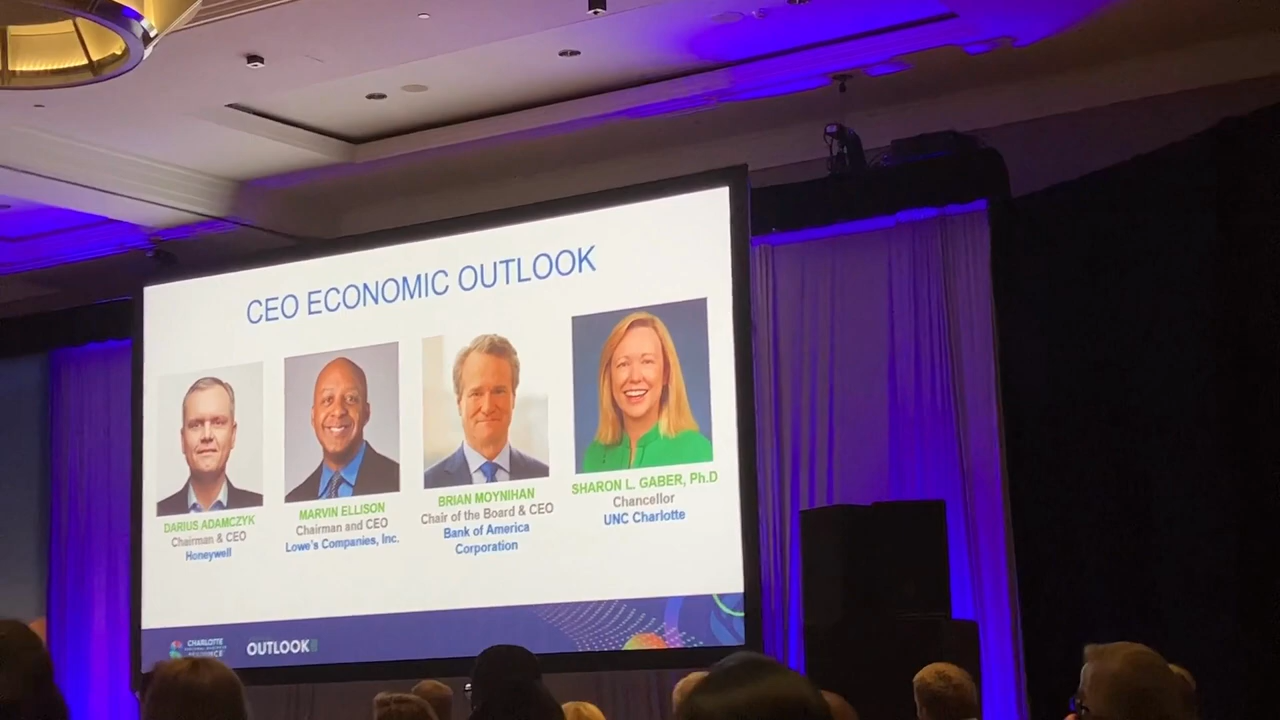 CEO ECONOMIC OUTLOOK
DARIUS ADAMCZYK
Chairman & CEO
Honeywell
MARVIN ELLISON
Chairman and CEO
Lowe's Companies, Inc.
BRIAN MOYNIHAN
Chair of the Board & CEO
Bank of America
Corporation
SHARON L. GABER, Ph.D
Chancellor
UNC Charlotte
CHARLOTTE
OUTLOOK